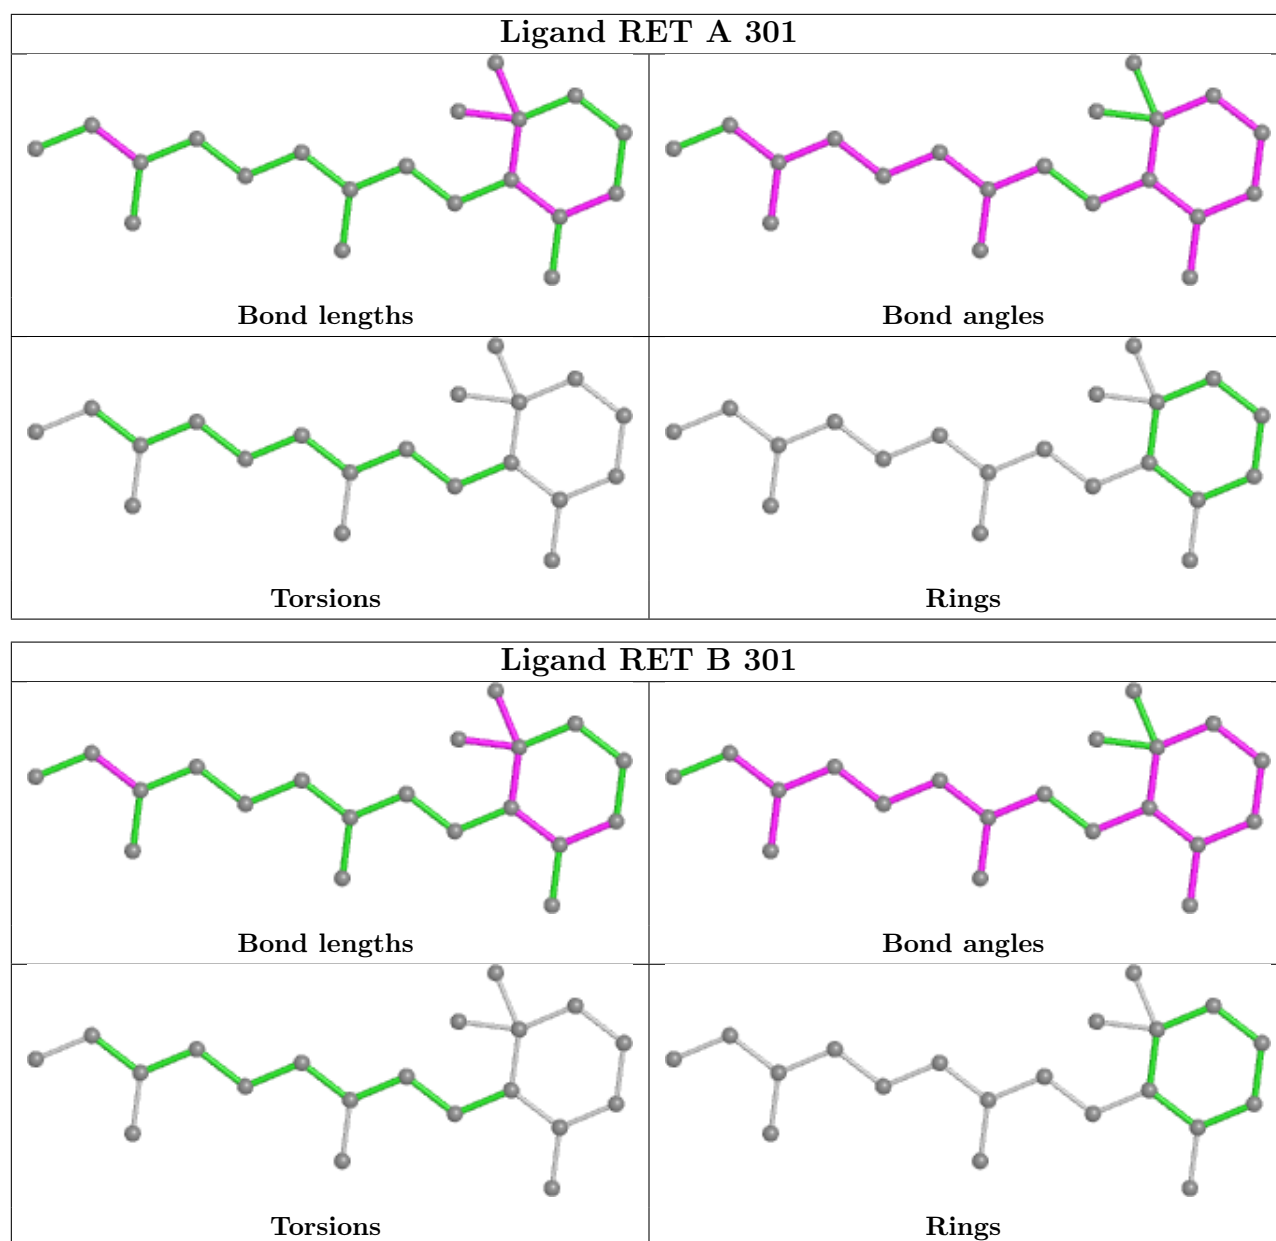 Ligand RET A 301
Bond lengths
Bond angles
Torsions
Rings
Ligand RET B 301
Bond lengths
Bond angles
Torsions
Rings